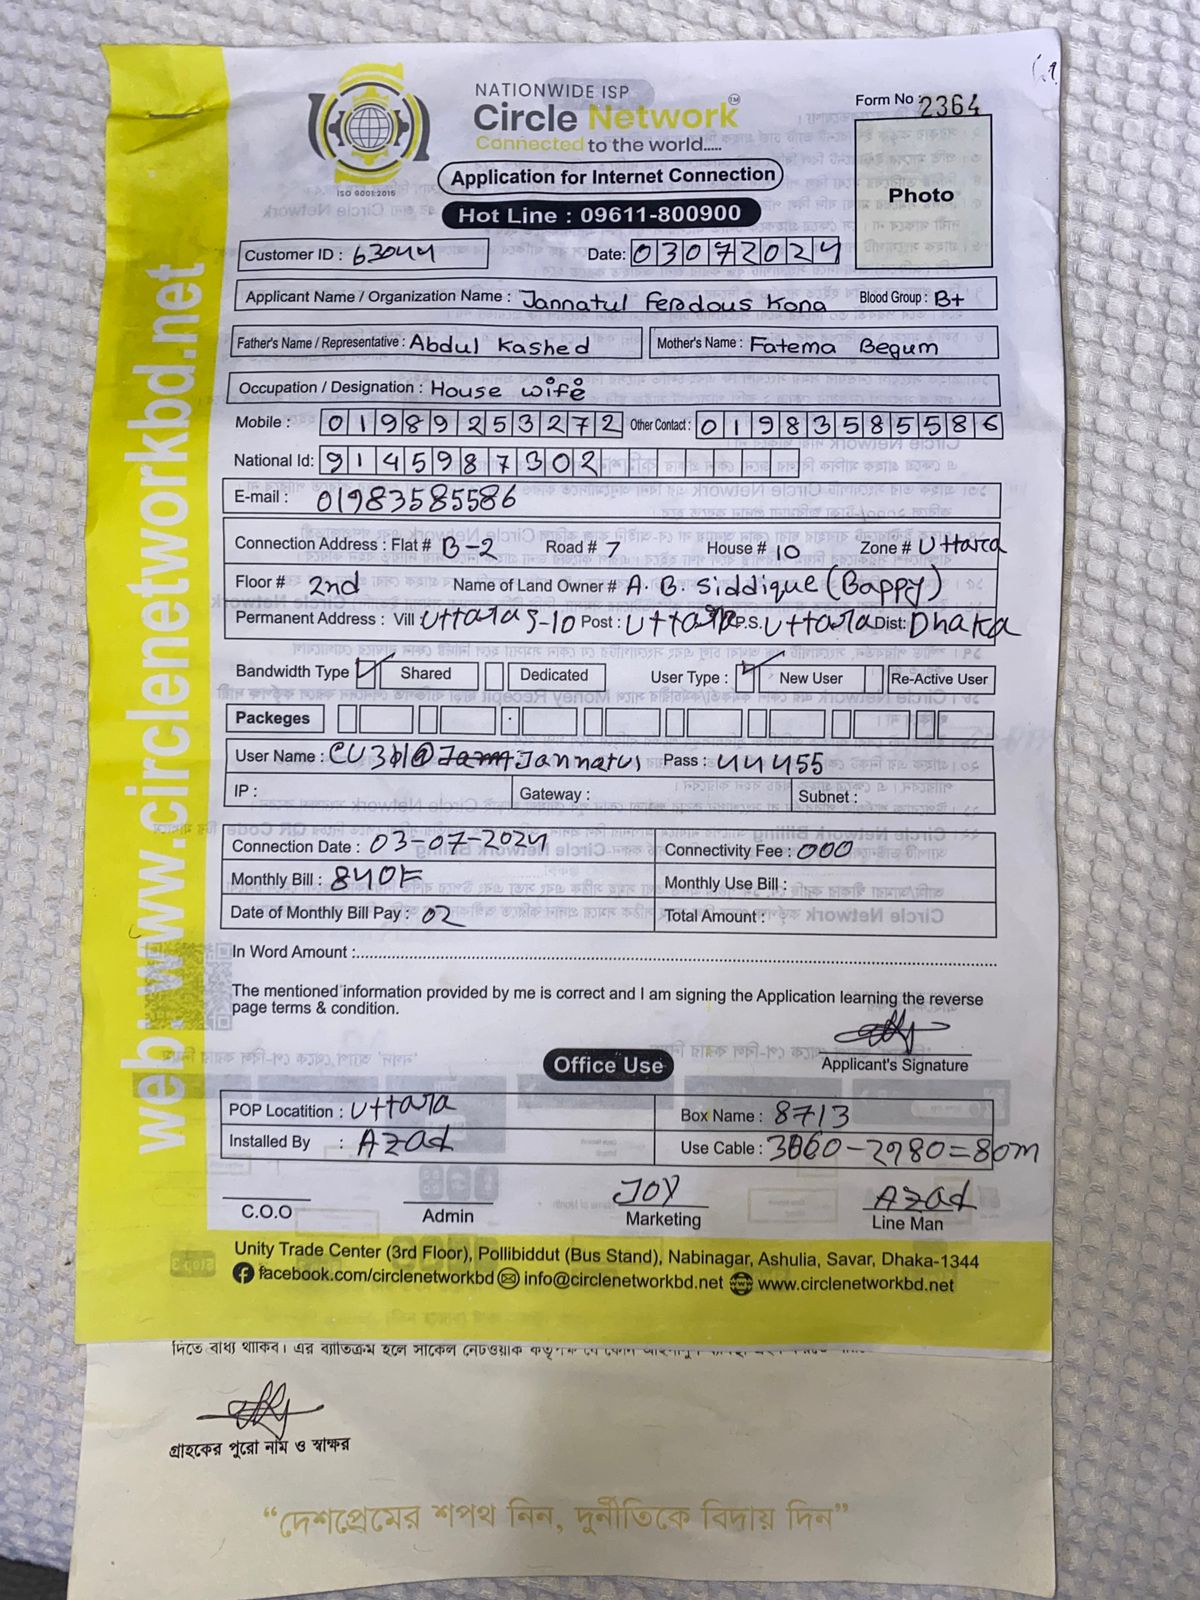 NATIONWIDE ISP
Circle Network™
Connected to the world.....
ISO 9001:2015
Form No : 2364
Photo
Application for Internet Connection
Hot Line : 09611-800900
Customer ID : 63044 Date: 03072024
Applicant Name / Organization Name : Jannatul Ferdous Kona Blood Group : B+
Father's Name / Representative : Abdul Kashed Mother's Name : Fatema Begum
Occupation / Designation : House wife
Mobile : 01989253272 Other Contact : 01983585586
National Id: 9145987302
E-mail : 01983585586
Connection Address : Flat # B-2 Road # 7 House # 10 Zone # Uttara
Floor # 2nd Name of Land Owner # A. B. Siddique (Bappy)
Permanent Address : Vill Uttara S-10 Post : Uttara P.S. Uttara Dist: Dhaka
Bandwidth Type ✓ Shared Dedicated User Type : ✓ New User Re-Active User
Packeges
User Name : Jannatul Pass : 44455
IP : Gateway : Subnet :
Connection Date : 03-07-2024 Connectivity Fee : 000
Monthly Bill : 840 Monthly Use Bill :
Date of Monthly Bill Pay : 02 Total Amount :
In Word Amount :
The mentioned information provided by me is correct and I am signing the Application learning the reverse
page terms & condition.
Applicant's Signature
Office Use
POP Locatition : Uttara Box Name : 8713
Installed By : Azad Use Cable : 3060-2980=80m
JOY Azad
C.O.O Admin Marketing Line Man
Unity Trade Center (3rd Floor), Pollibiddut (Bus Stand), Nabinagar, Ashulia, Savar, Dhaka-1344
facebook.com/circlenetworkbd info@circlenetworkbd.net www.circlenetworkbd.net
web: www.circlenetworkbd.net
দিতে বাধ্য থাকিব। এর ব্যতিক্রম হলে সার্কেল নেটওয়ার্ক
গ্রাহকের পুরো নাম ও স্বাক্ষর
“দেশপ্রেমের শপথ নিন, দুর্নীতিকে বিদায় দিন”